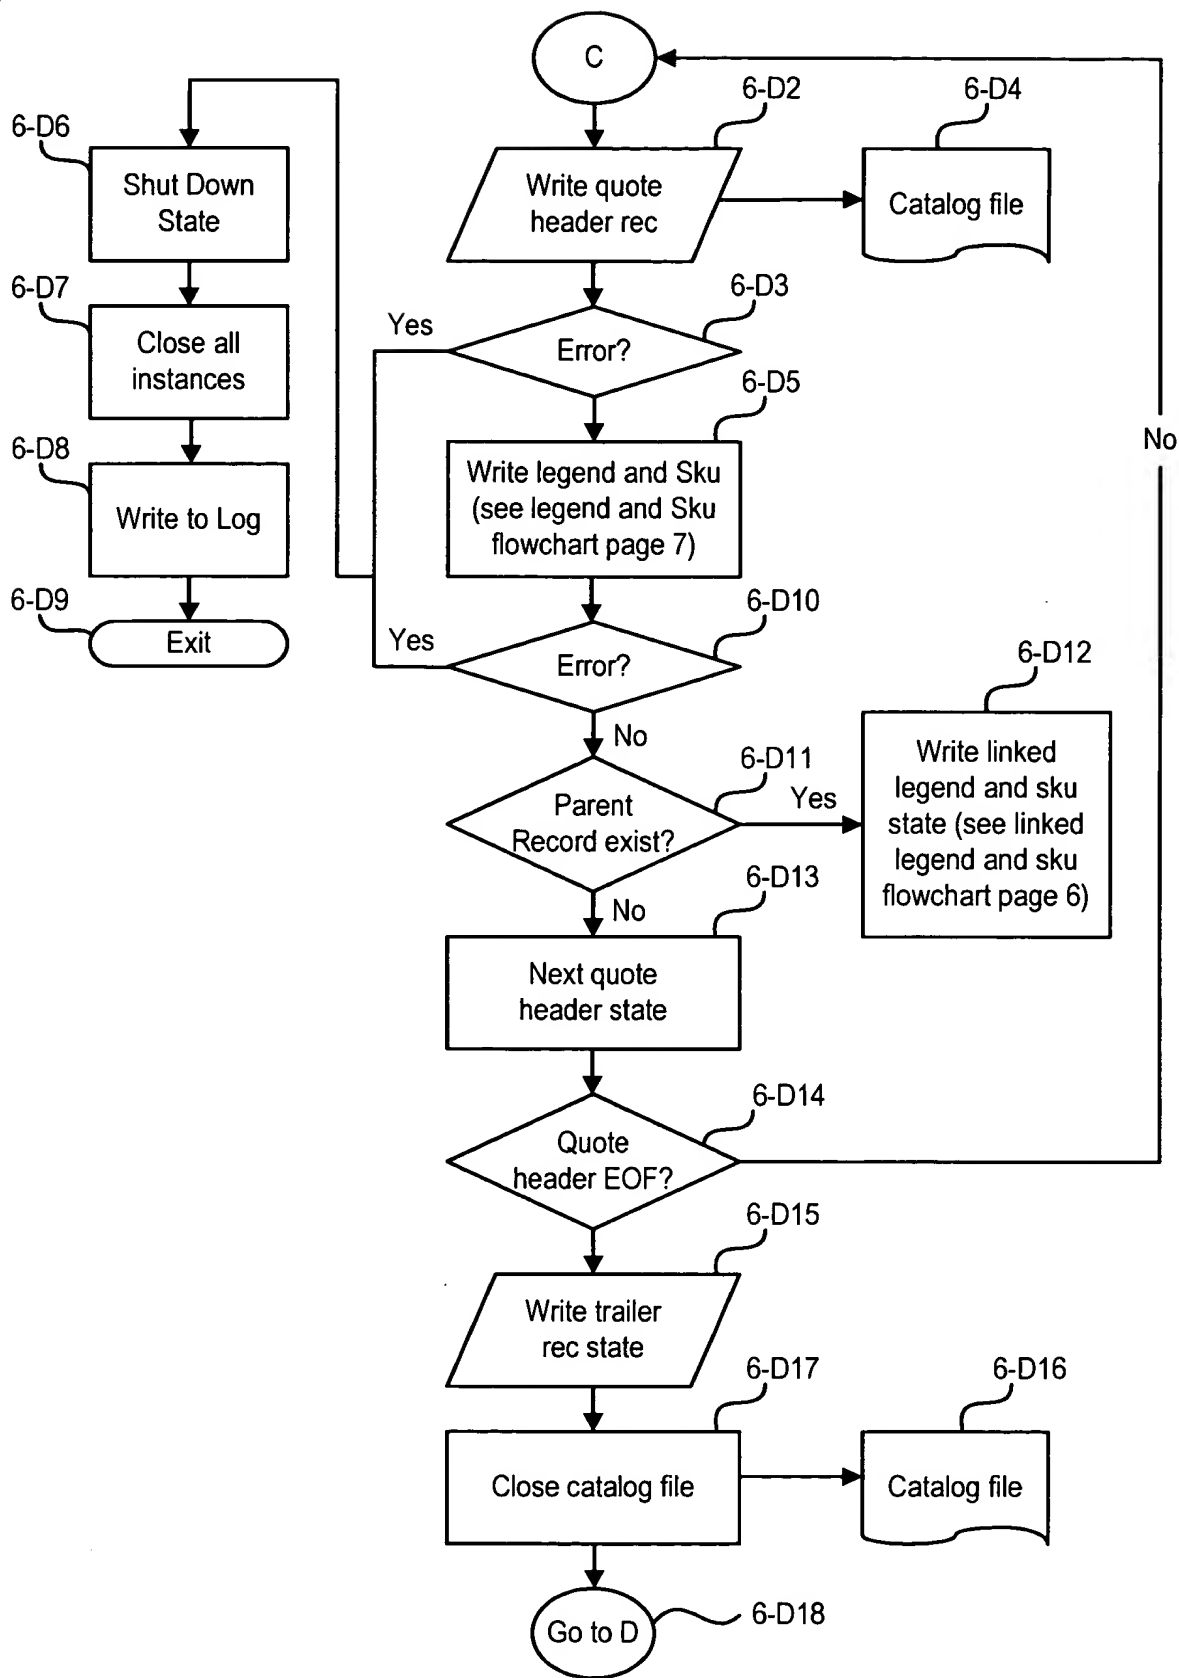 C
6-D2
6-D4
6-D6
Shut Down
State
Write quote
header rec
Catalog file
6-D7
6-D3
Yes
Close all
instances
Error?
6-D5
No
6-D8
Write to Log
Write legend and Sku
(see legend and Sku
flowchart page 7)
6-D9
Exit
6-D10
Yes
Error?
6-D12
No
Write linked
legend and sku
state (see linked
legend and sku
flowchart page 6)
6-D11
Yes
Parent
Record exist?
6-D13
No
Next quote
header state
6-D14
Quote
header EOF?
6-D15
Write trailer
rec state
6-D17
6-D16
Close catalog file
Catalog file
Go to D
6-D18